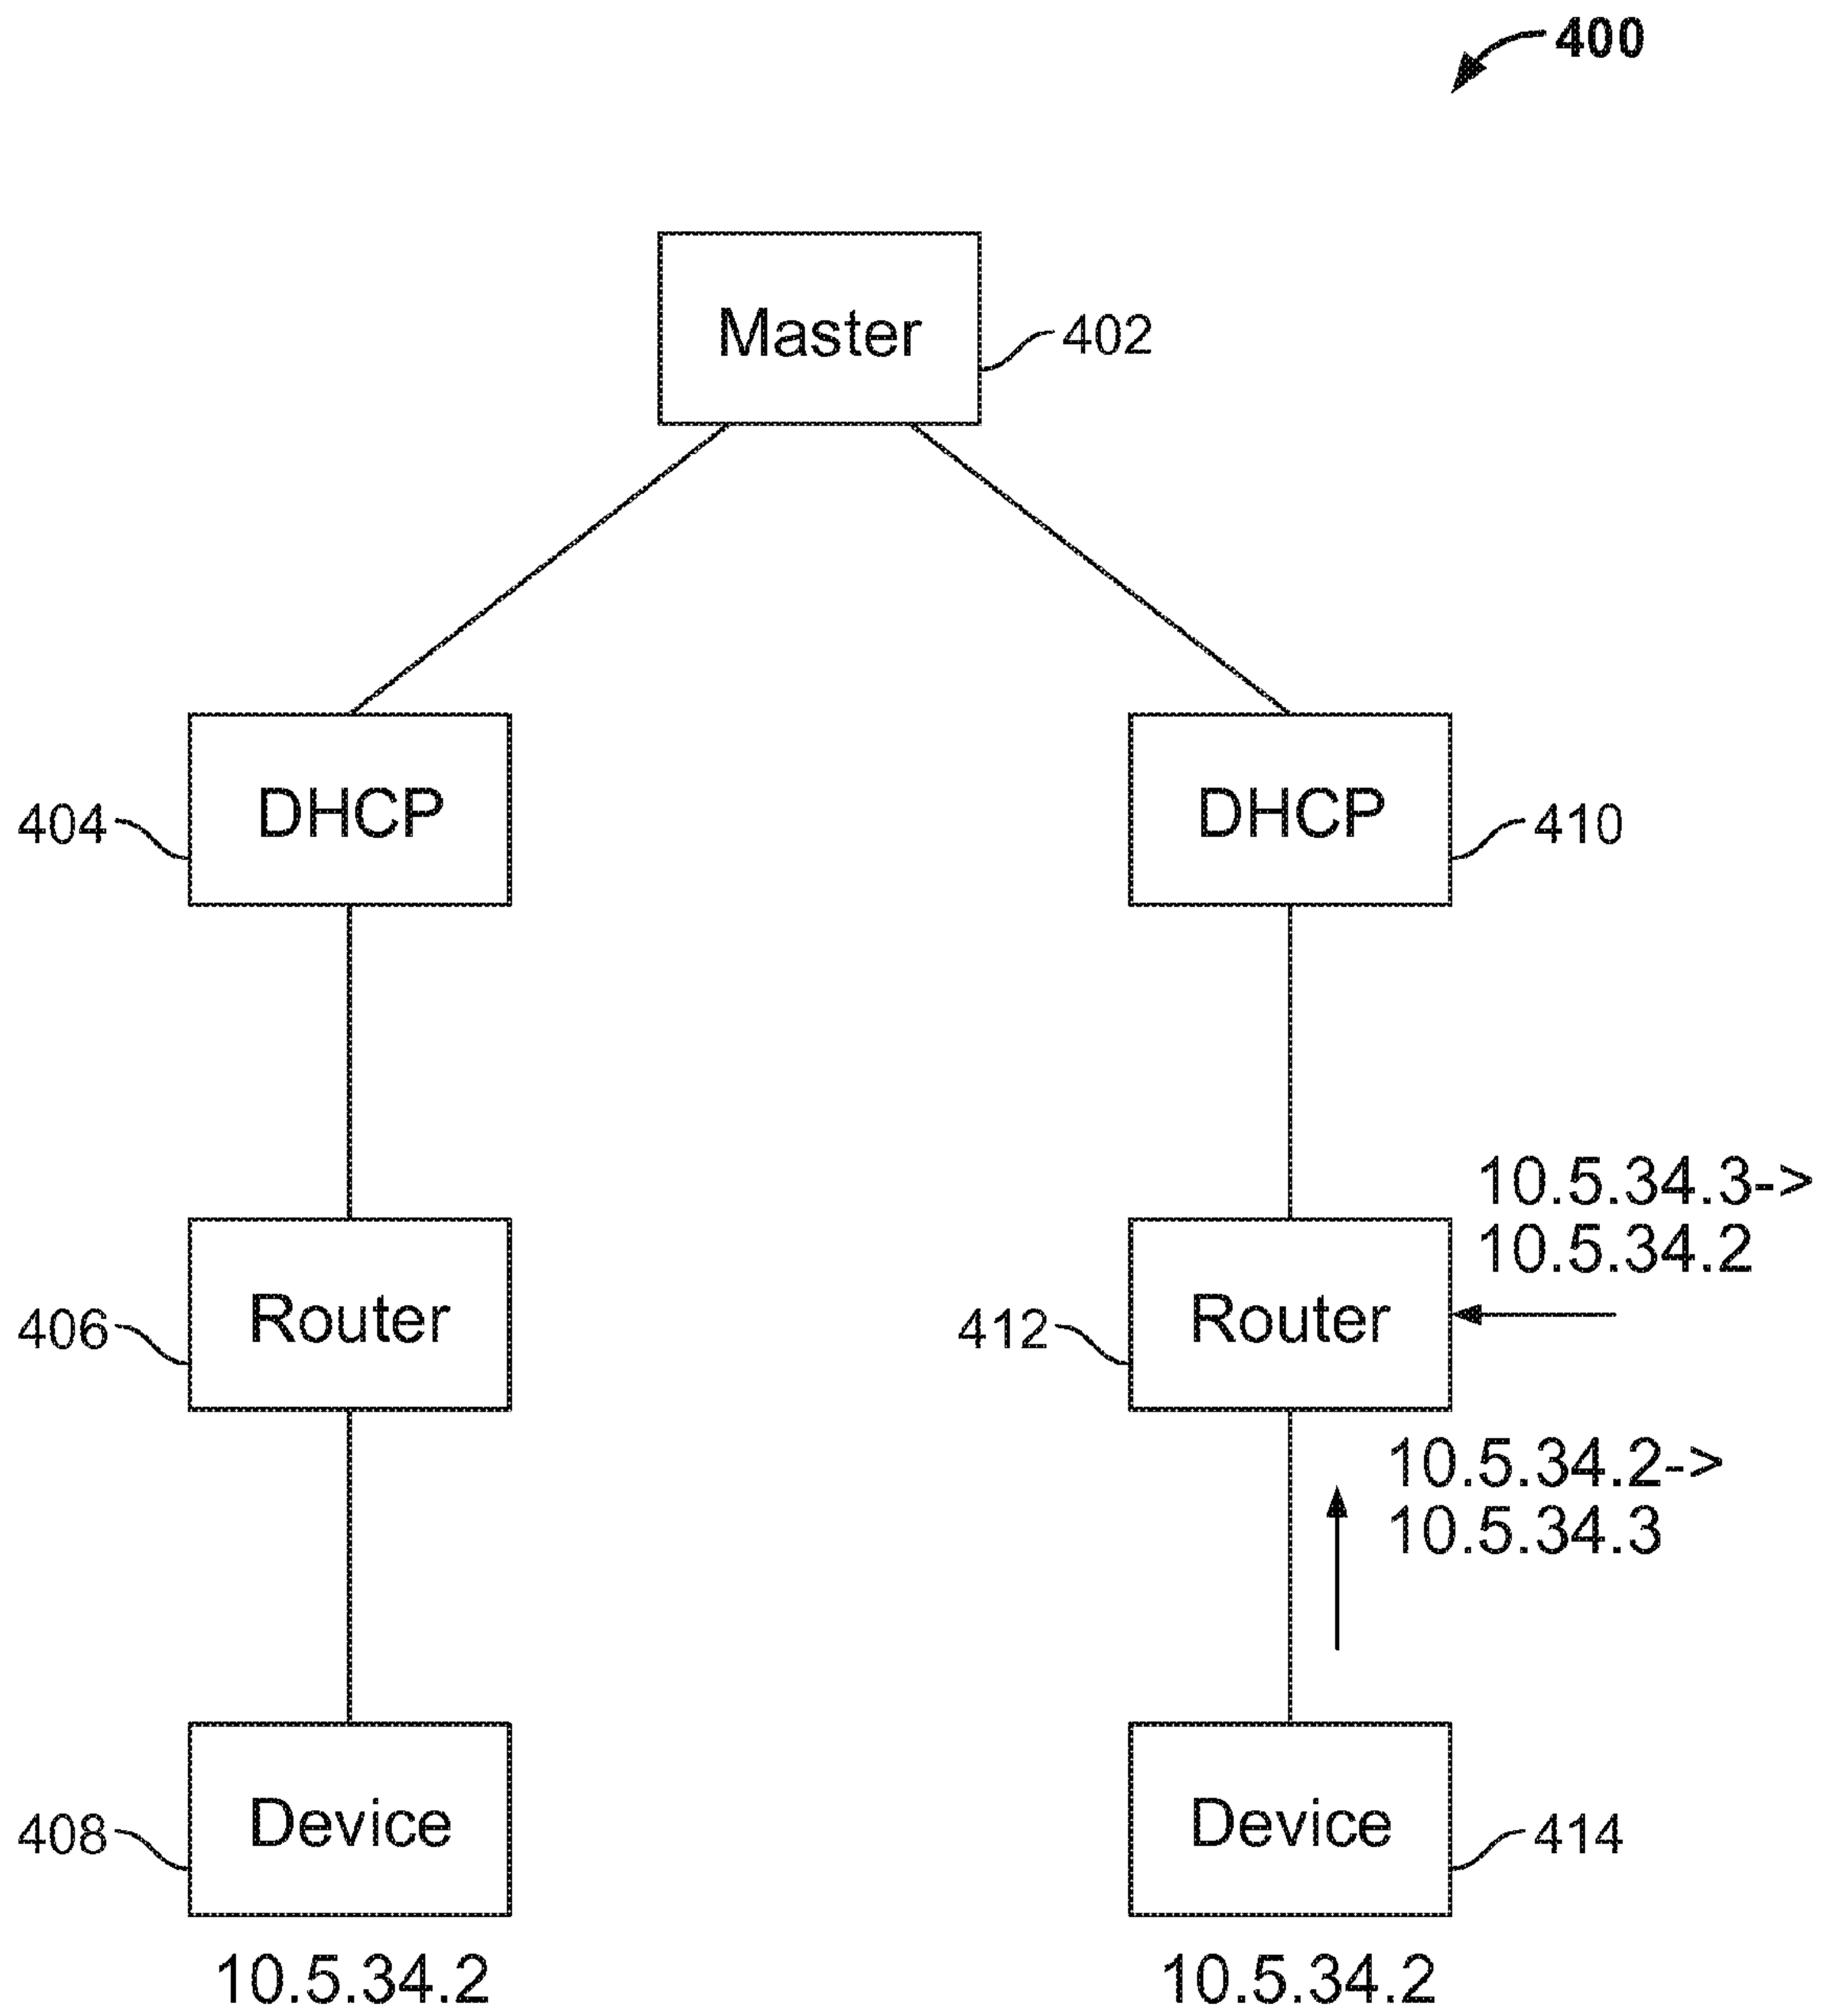 400
Master
402
DHCP
404
DHCP
410
10.5.34.3->
10.5.34.2
Router
406
Router
412
10.5.34.2->
10.5.34.3
Device
408
Device
414
10.5.34.2
10.5.34.2